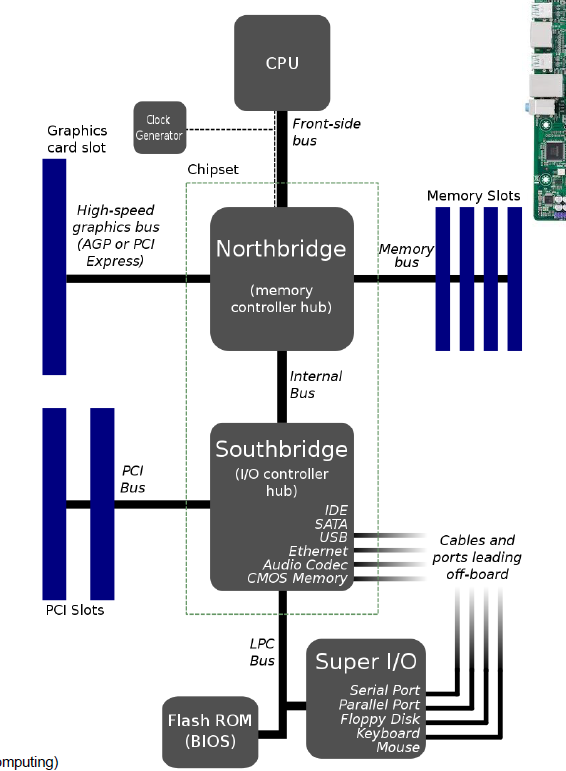 CPU
Clock
Generator
Front-side
bus
Graphics
card slot
Chipset
High-speed
graphics bus
(AGP or PCI
Express)
Northbridge
(memory
controller hub)
Memory Slots
Memory
bus
Internal
Bus
Southbridge
(I/O controller
hub)
PCI
Bus
IDE
SATA
USB
Ethernet
Audio Codec
CMOS Memory
Cables and
ports leading
off-board
PCI Slots
LPC
Bus
Super I/O
Serial Port
Parallel Port
Floppy Disk
Keyboard
Mouse
Flash ROM
(BIOS)
omputing)